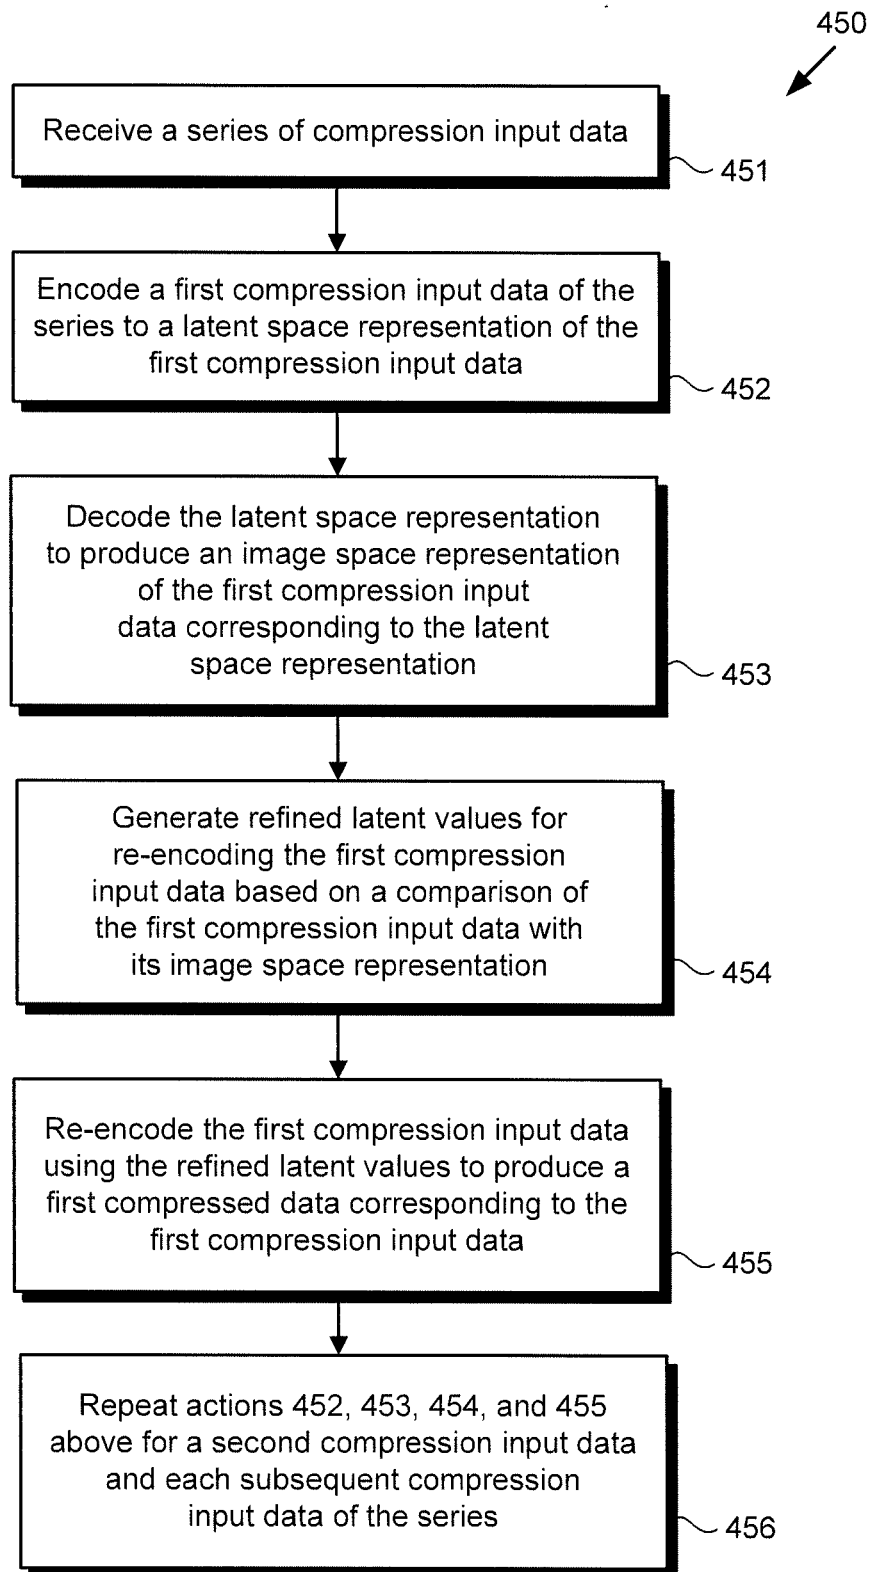 450
Receive a series of compression input data
451
Encode a first compression input data of the
series to a latent space representation of the
first compression input data
452
Decode the latent space representation
to produce an image space representation
of the first compression input
data corresponding to the latent
space representation
453
Generate refined latent values for
re-encoding the first compression
input data based on a comparison of
the first compression input data with
its image space representation
454
Re-encode the first compression input data
using the refined latent values to produce a
first compressed data corresponding to the
first compression input data
455
Repeat actions 452, 453, 454, and 455
above for a second compression input data
and each subsequent compression
input data of the series
456